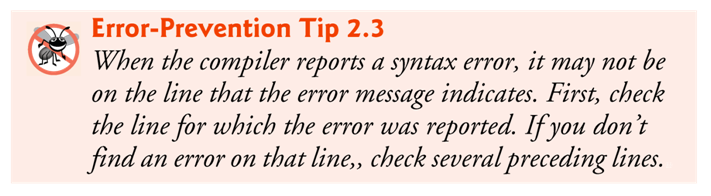 Error-Prevention Tip 2.3
When the compiler reports a syntax error, it may not be
on the line that the error message indicates. First, check
the line for which the error was reported. If you don’t
find an error on that line,, check several preceding lines.